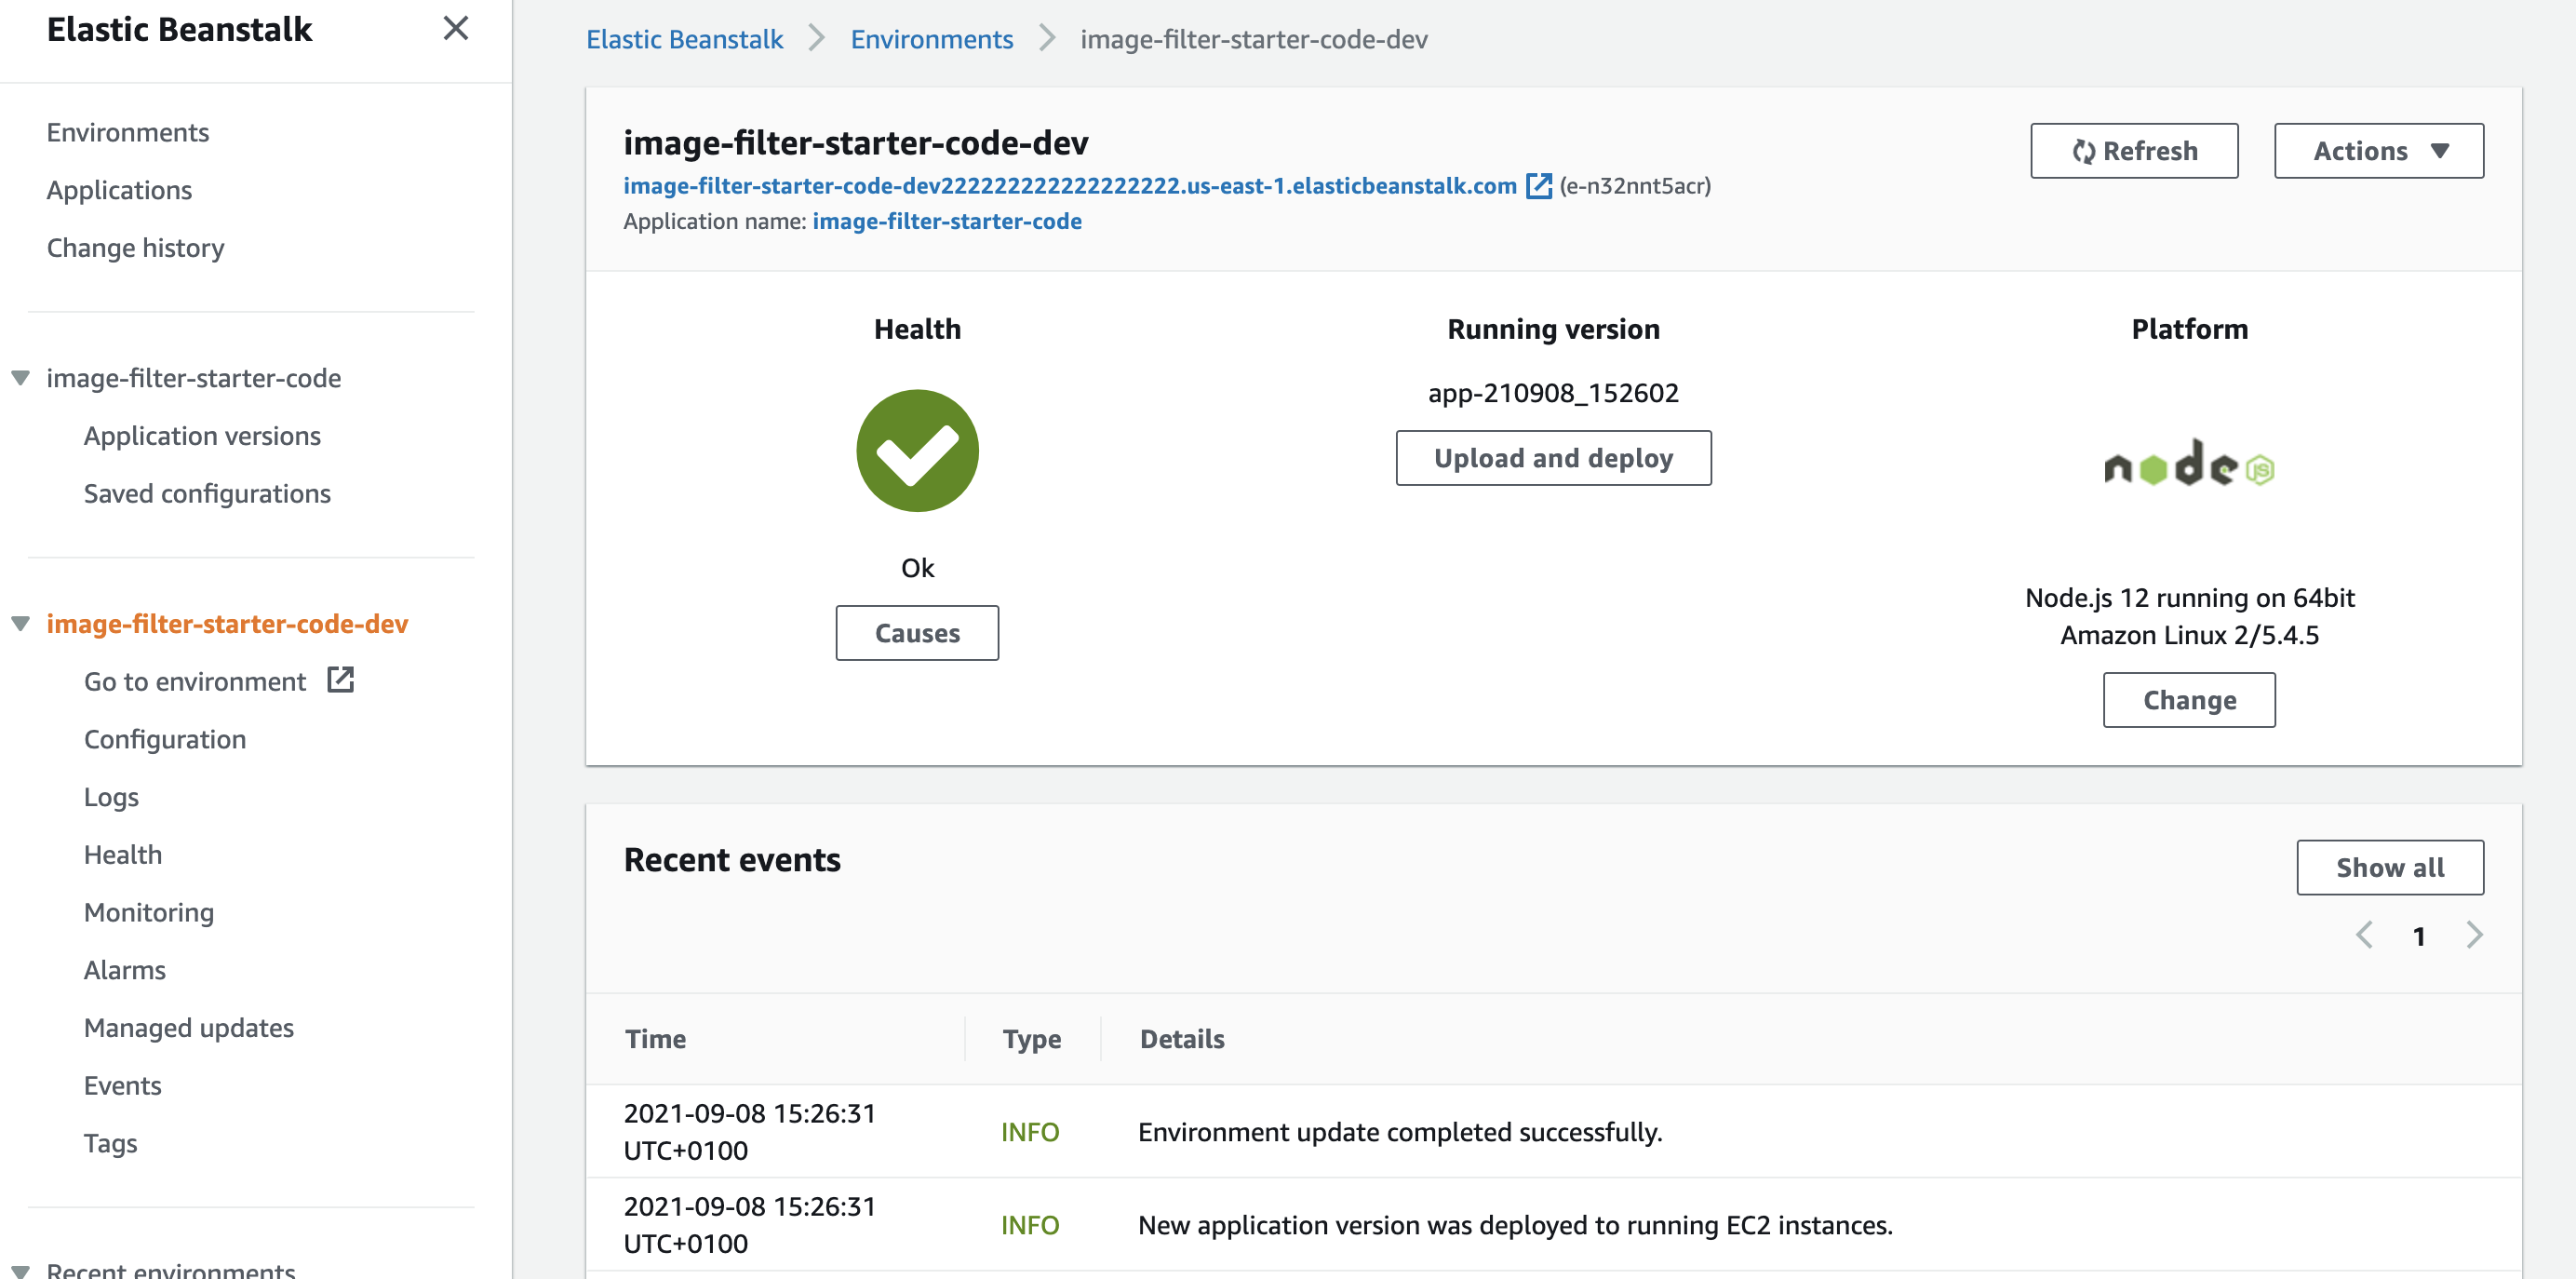 Elastic Beanstalk
Environments
Applications
Change history
image-filter-starter-code
Application versions
Saved configurations
image-filter-starter-code-dev
Go to environment
Configuration
Logs
Health
Monitoring
Alarms
Managed updates
Events
Tags
Recent environments
Elastic Beanstalk > Environments > image-filter-starter-code-dev
image-filter-starter-code-dev
Refresh
Actions
image-filter-starter-code-dev222222222222222222.us-east-1.elasticbeanstalk.com (e-n32nnt5acr)
Application name: image-filter-starter-code
Health
Ok
Causes
Running version
app-210908_152602
Upload and deploy
Platform
node JS
Node.js 12 running on 64bit
Amazon Linux 2/5.4.5
Change
Recent events
Show all
1
Time Type Details
2021-09-08 15:26:31
UTC+0100
INFO
Environment update completed successfully.
2021-09-08 15:26:31
UTC+0100
INFO
New application version was deployed to running EC2 instances.